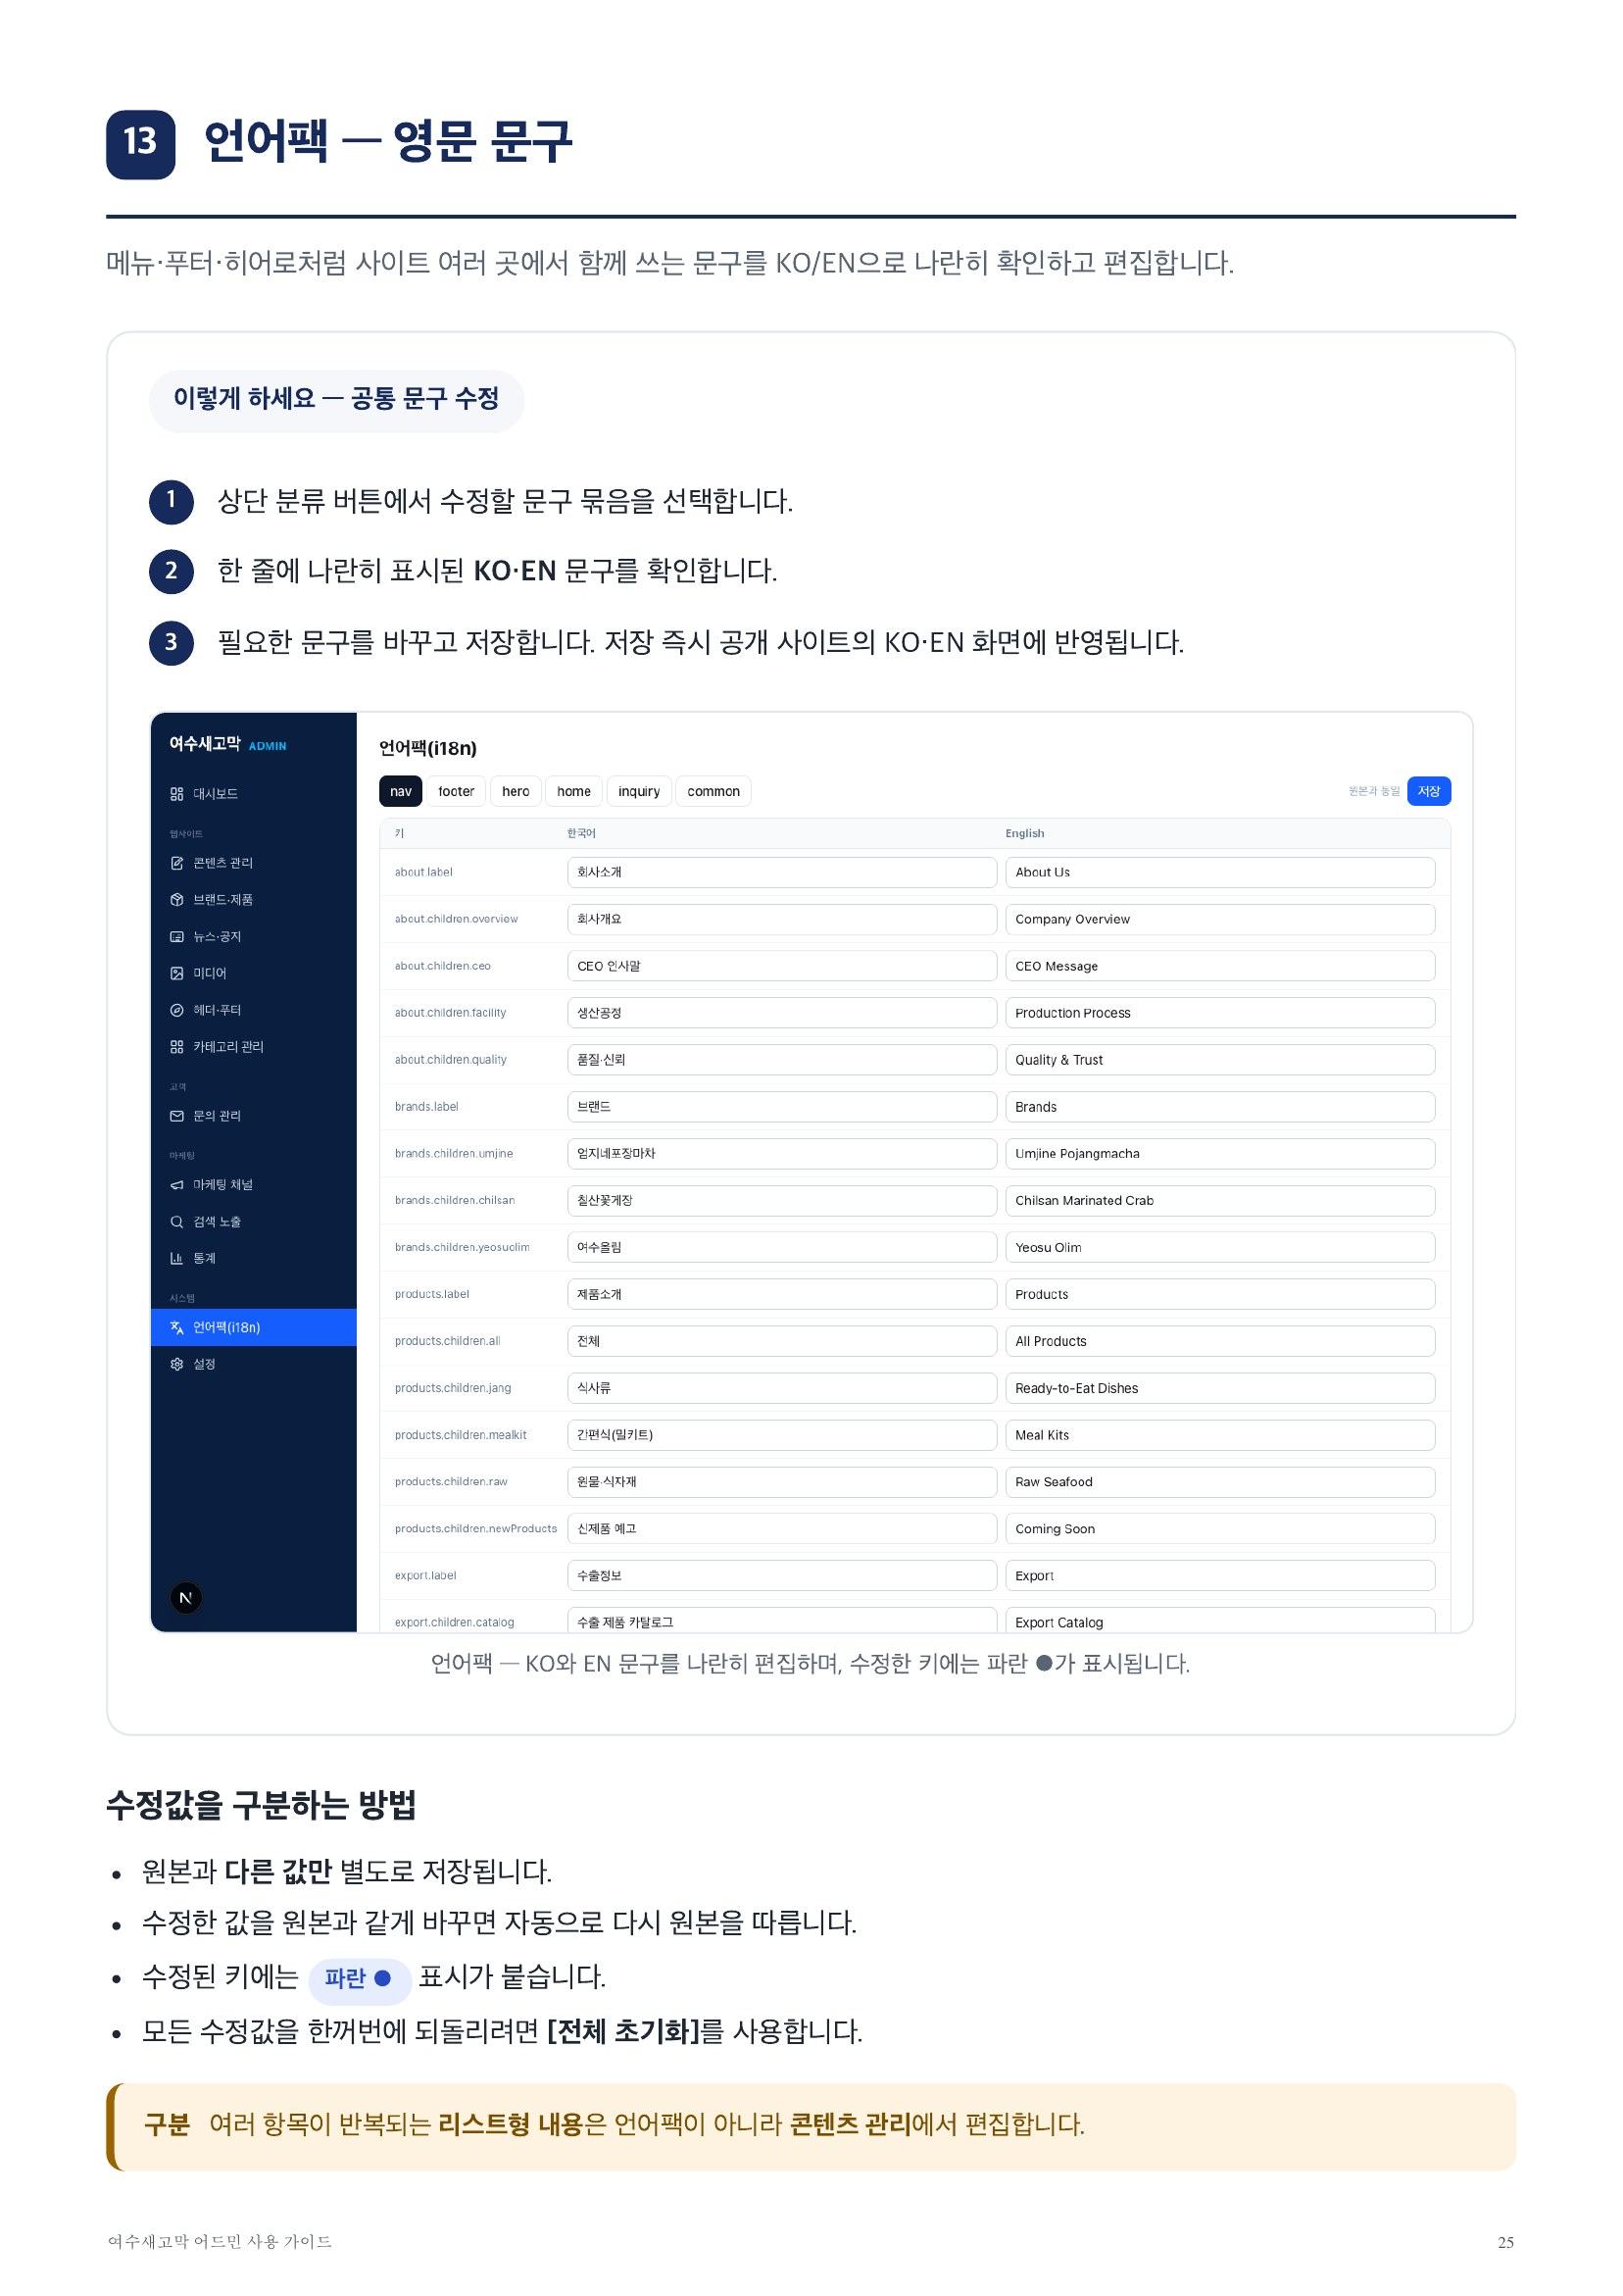 13 언어팩 — 영문 문구
메뉴·푸터·히어로처럼 사이트 여러 곳에서 함께 쓰는 문구를 KO/EN으로 나란히 확인하고 편집합니다.
이렇게 하세요 — 공통 문구 수정
1 상단 분류 버튼에서 수정할 문구 묶음을 선택합니다.
2 한 줄에 나란히 표시된 KO·EN 문구를 확인합니다.
3 필요한 문구를 바꾸고 저장합니다. 저장 즉시 공개 사이트의 KO·EN 화면에 반영됩니다.
여수새고막 ADMIN
대시보드
웹사이트
콘텐츠 관리
브랜드·제품
뉴스·공지
미디어
헤더·푸터
카테고리 관리
고객
문의 관리
마케팅
마케팅 채널
검색 노출
통계
시스템
언어팩(i18n)
설정
N
언어팩(i18n)
nav footer hero home inquiry common 원본과 동일 저장
키 한국어 English
about.label 회사소개 About Us
about.children.overview 회사개요 Company Overview
about.children.ceo CEO 인사말 CEO Message
about.children.facility 생산공정 Production Process
about.children.quality 품질·신뢰 Quality & Trust
brands.label 브랜드 Brands
brands.children.umjine 엄지네포장마차 Umjine Pojangmacha
brands.children.chilsan 칠산꽃게장 Chilsan Marinated Crab
brands.children.yeosuolim 여수올림 Yeosu Olim
products.label 제품소개 Products
products.children.all 전체 All Products
products.children.jang 식사류 Ready-to-Eat Dishes
products.children.mealkit 간편식(밀키트) Meal Kits
products.children.raw 원물·식자재 Raw Seafood
products.children.newProducts 신제품 예고 Coming Soon
export.label 수출정보 Export
export.children.catalog 수출 제품 카탈로그 Export Catalog
언어팩 — KO와 EN 문구를 나란히 편집하며, 수정한 키에는 파란 ●가 표시됩니다.
수정값을 구분하는 방법
• 원본과 다른 값만 별도로 저장됩니다.
• 수정한 값을 원본과 같게 바꾸면 자동으로 다시 원본을 따릅니다.
• 수정된 키에는 파란 ● 표시가 붙습니다.
• 모든 수정값을 한꺼번에 되돌리려면 [전체 초기화]를 사용합니다.
구분 여러 항목이 반복되는 리스트형 내용은 언어팩이 아니라 콘텐츠 관리에서 편집합니다.
여수새고막 어드민 사용 가이드 25